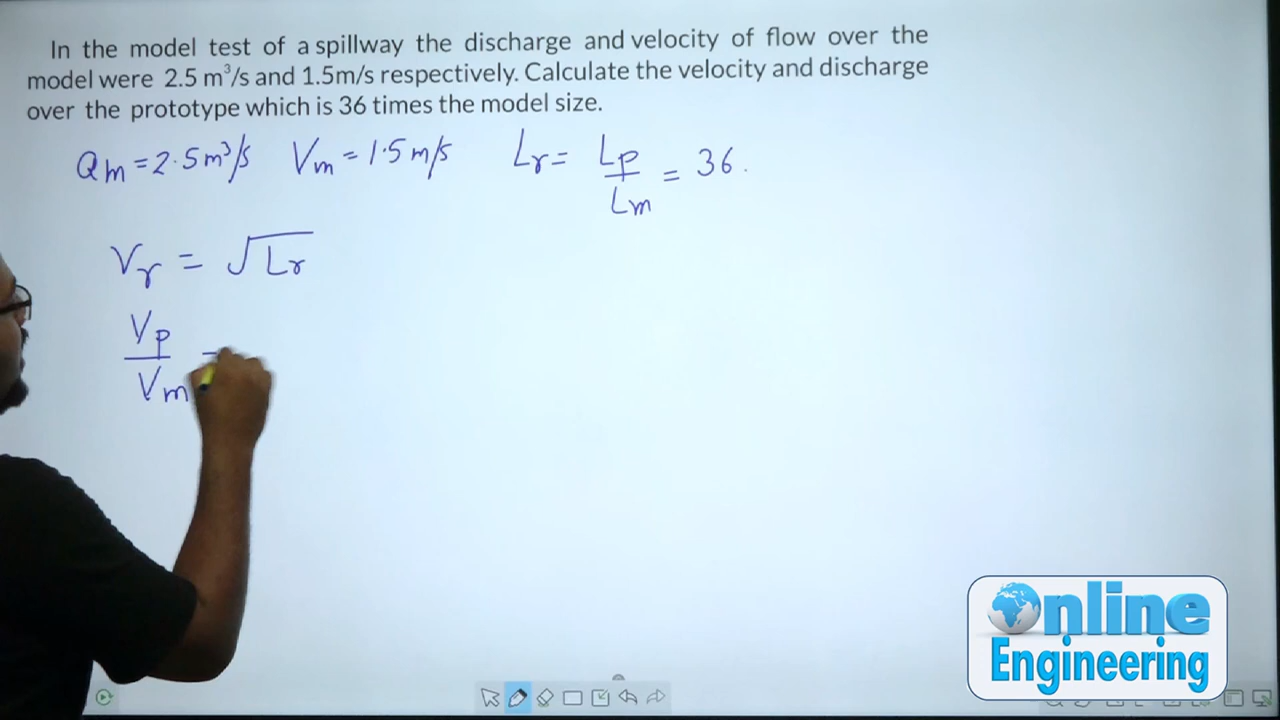 In the model test of a spillway the discharge and velocity of flow over the
model were 2.5 m³/s and 1.5m/s respectively. Calculate the velocity and discharge
over the prototype which is 36 times the model size.
Qm = 2.5m³/s Vm = 1.5 m/s Lr = Lp/Lm = 36.
Vr = √Lr
Vp/Vm =
Online
Engineering